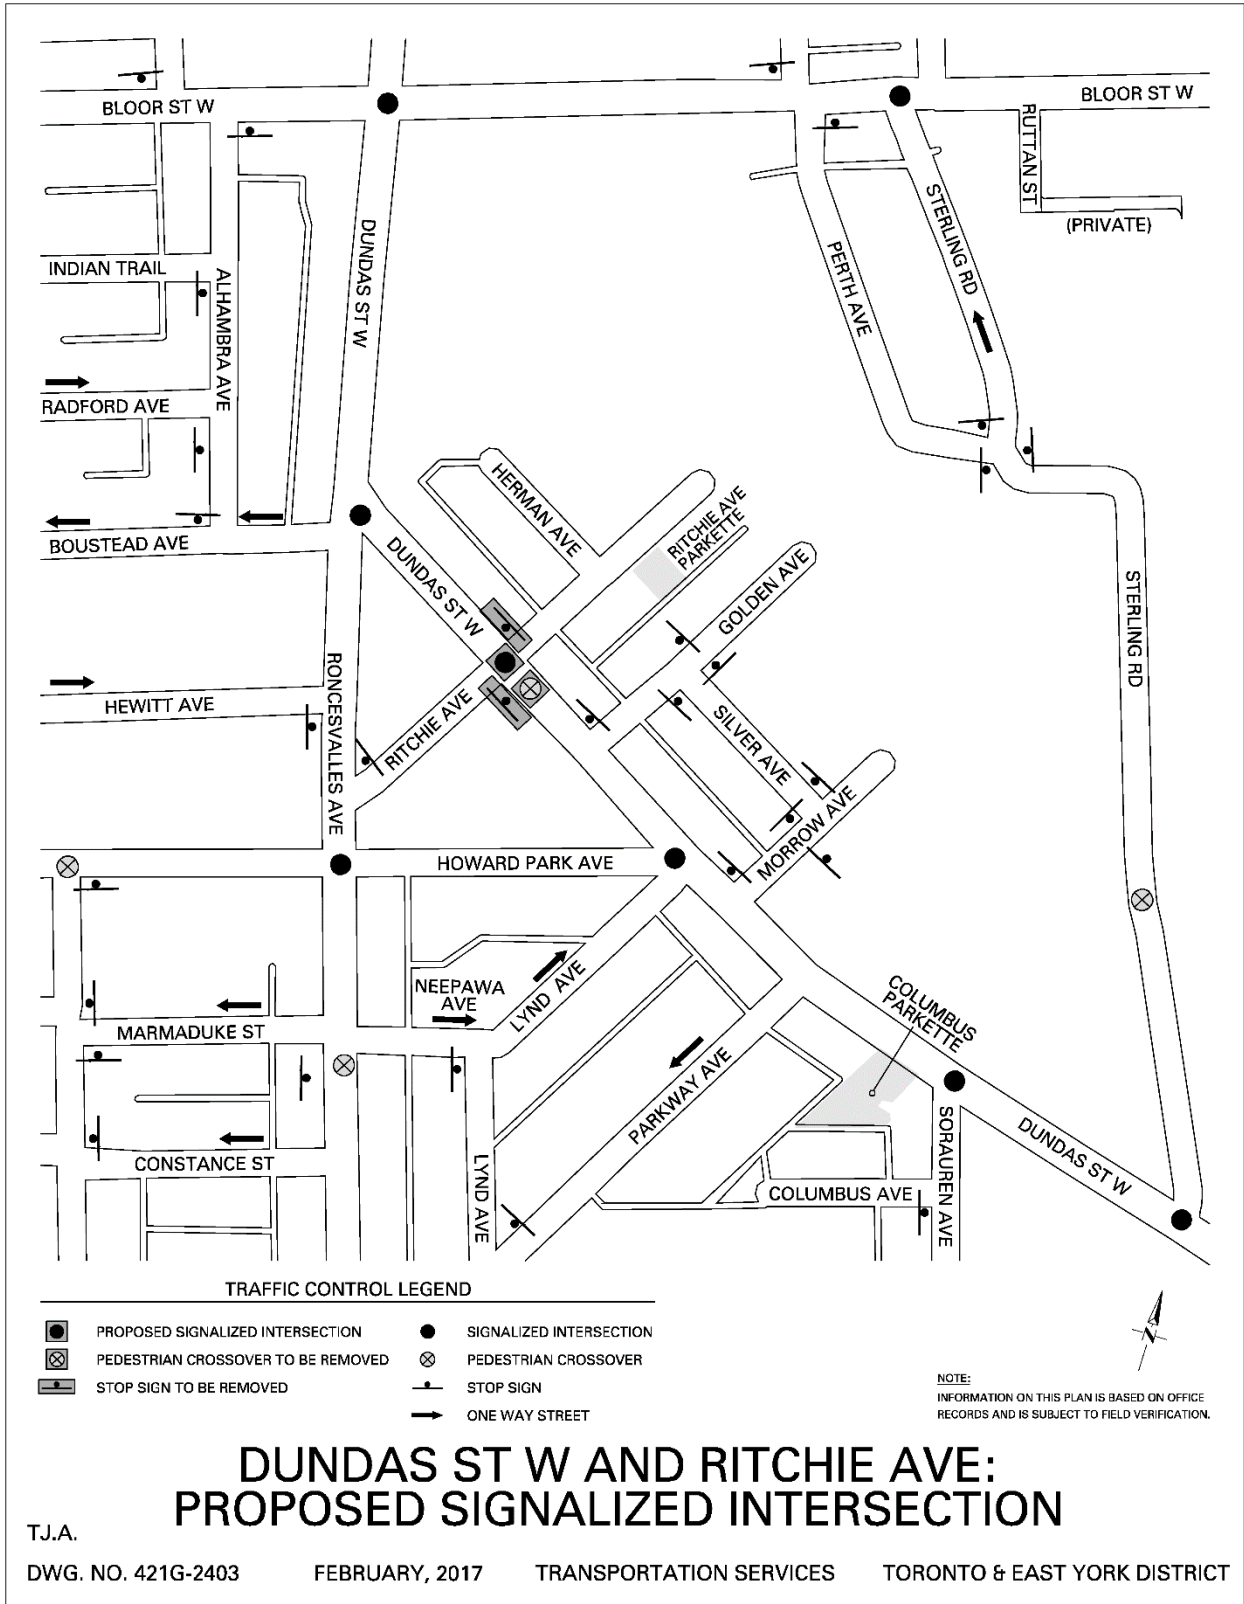 BLOOR ST W
BLOOR ST W
RUTTAN ST
(PRIVATE)
STERLING RD
PERTH AVE
DUNDAS ST W
INDIAN TRAIL
ALHAMBRA AVE
RADFORD AVE
BOUSTEAD AVE
HERMAN AVE
RITCHIE AVE
PARKETTE
DUNDAS ST W
GOLDEN AVE
STERLING RD
HEWITT AVE
RONCESVALLES AVE
RITCHIE AVE
SILVER AVE
MORROW AVE
HOWARD PARK AVE
NEEPAWA
AVE
LYND AVE
COLUMBUS
PARKETTE
MARMADUKE ST
PARKWAY AVE
CONSTANCE ST
LYND AVE
COLUMBUS AVE
SORAUREN AVE
DUNDAS ST W
TRAFFIC CONTROL LEGEND
PROPOSED SIGNALIZED INTERSECTION
SIGNALIZED INTERSECTION
PEDESTRIAN CROSSOVER TO BE REMOVED
PEDESTRIAN CROSSOVER
STOP SIGN TO BE REMOVED
STOP SIGN
ONE WAY STREET
N
NOTE:
INFORMATION ON THIS PLAN IS BASED ON OFFICE
RECORDS AND IS SUBJECT TO FIELD VERIFICATION.
DUNDAS ST W AND RITCHIE AVE:
PROPOSED SIGNALIZED INTERSECTION
T.J.A.
DWG. NO. 421G-2403 FEBRUARY, 2017 TRANSPORTATION SERVICES TORONTO & EAST YORK DISTRICT